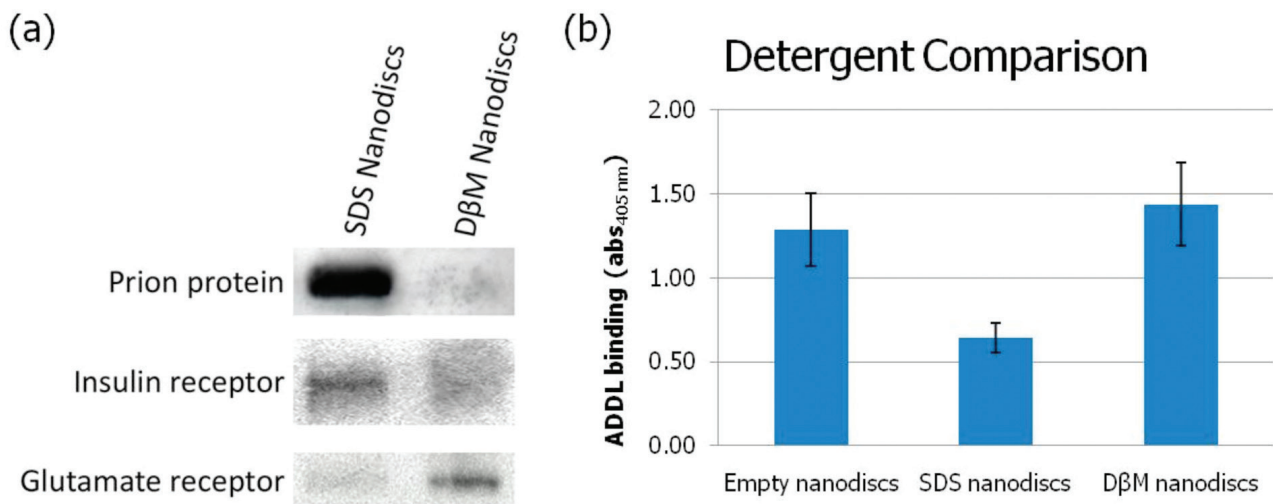 (a)
SDS Nanodiscs
DβM Nanodiscs
Prion protein
Insulin receptor
Glutamate receptor
(b)
Detergent Comparison
ADDL binding (abs405 nm)
2.00
1.50
1.00
0.50
0.00
Empty nanodiscs
SDS nanodiscs
DβM nanodiscs